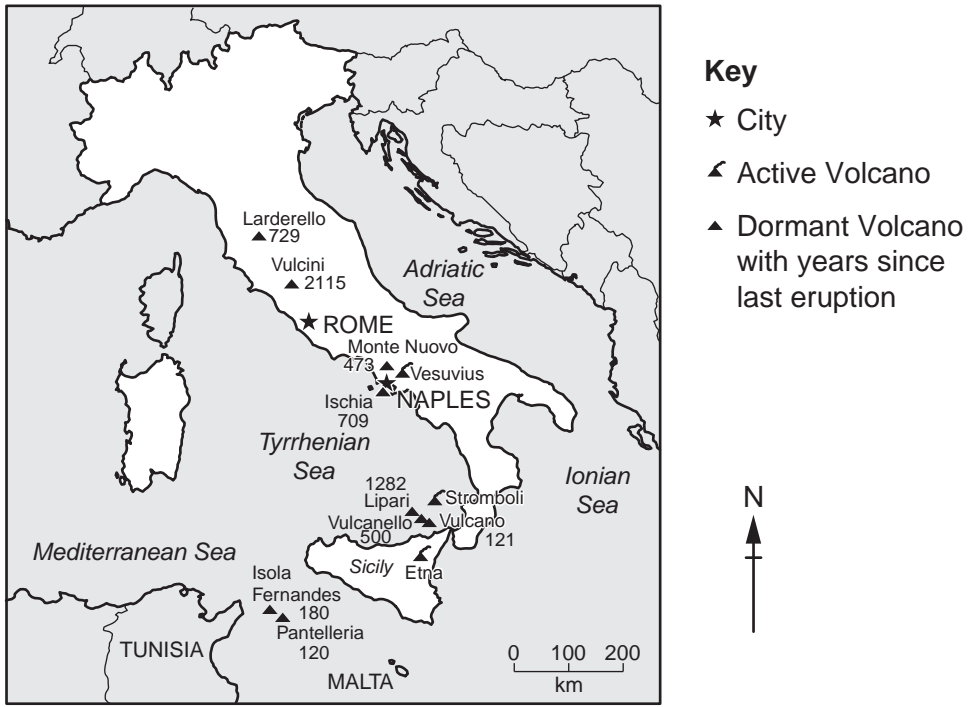 Key
City
Active Volcano
Dormant Volcano
with years since
last eruption
Larderello
729
Vulcini
2115
Adriatic
Sea
ROME
Monte Nuovo
473
Vesuvius
NAPLES
Ischia
709
Tyrrhenian
Sea
Ionian
Sea
1282
Lipari
Stromboli
Vulcanello
Vulcano
500
121
Mediterranean Sea
Sicily
Etna
Isola
Fernandes
180
Pantelleria
120
TUNISIA
MALTA
0 100 200
km
N